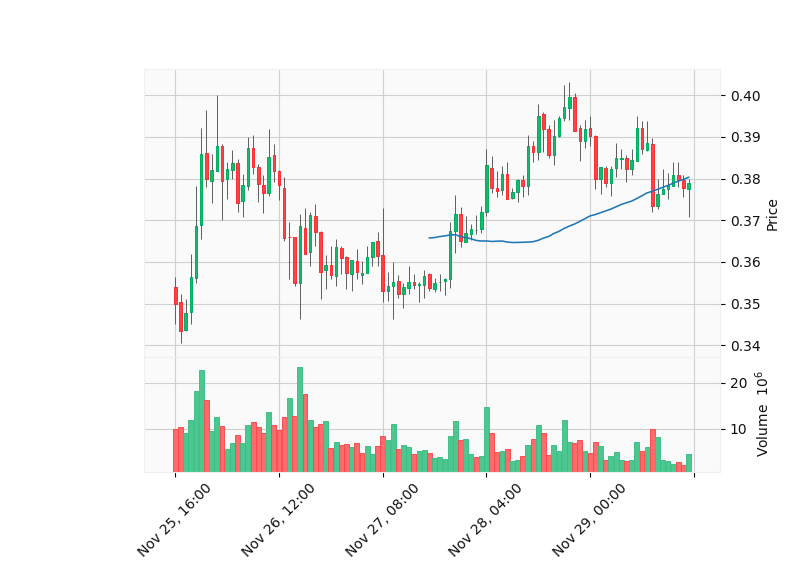 0.40
0.39
0.38
0.37
0.36
0.35
0.34
Price
20
10
Volume 10^6
Nov 25, 16:00
Nov 26, 12:00
Nov 27, 08:00
Nov 28, 04:00
Nov 29, 00:00